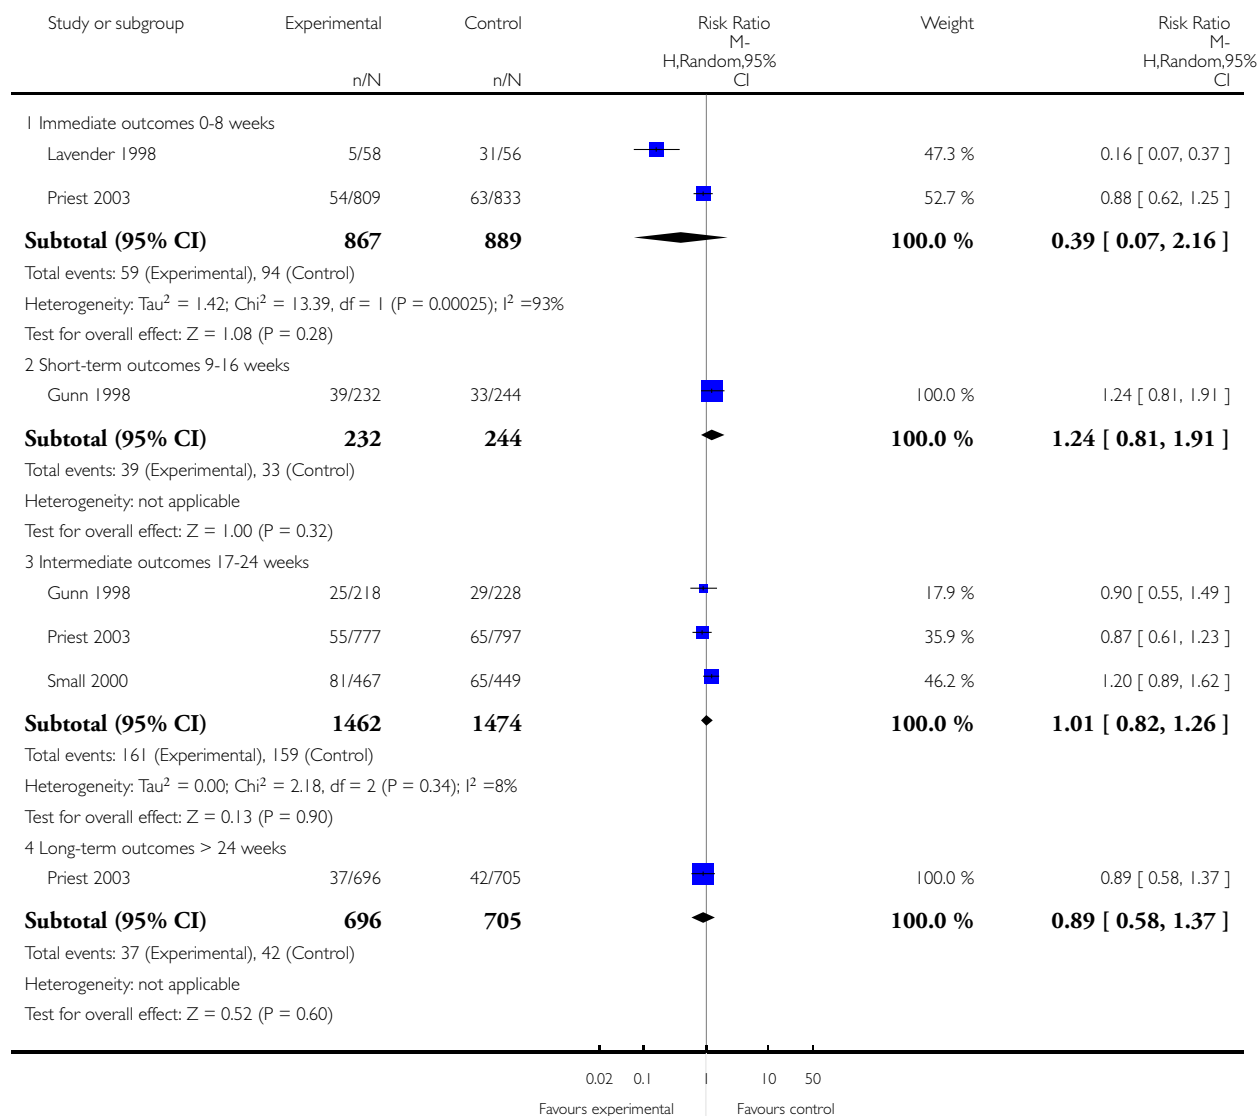 Study or subgroup Experimental Control Risk Ratio Weight Risk Ratio
M- M-
H,Random,95% H,Random,95%
n/N n/N CI CI
1 Immediate outcomes 0-8 weeks
Lavender 1998 5/58 31/56 47.3 % 0.16 [ 0.07, 0.37 ]
Priest 2003 54/809 63/833 52.7 % 0.88 [ 0.62, 1.25 ]
Subtotal (95% CI) 867 889 100.0 % 0.39 [ 0.07, 2.16 ]
Total events: 59 (Experimental), 94 (Control)
Heterogeneity: Tau² = 1.42; Chi² = 13.39, df = 1 (P = 0.00025); I² =93%
Test for overall effect: Z = 1.08 (P = 0.28)
2 Short-term outcomes 9-16 weeks
Gunn 1998 39/232 33/244 100.0 % 1.24 [ 0.81, 1.91 ]
Subtotal (95% CI) 232 244 100.0 % 1.24 [ 0.81, 1.91 ]
Total events: 39 (Experimental), 33 (Control)
Heterogeneity: not applicable
Test for overall effect: Z = 1.00 (P = 0.32)
3 Intermediate outcomes 17-24 weeks
Gunn 1998 25/218 29/228 17.9 % 0.90 [ 0.55, 1.49 ]
Priest 2003 55/777 65/797 35.9 % 0.87 [ 0.61, 1.23 ]
Small 2000 81/467 65/449 46.2 % 1.20 [ 0.89, 1.62 ]
Subtotal (95% CI) 1462 1474 100.0 % 1.01 [ 0.82, 1.26 ]
Total events: 161 (Experimental), 159 (Control)
Heterogeneity: Tau² = 0.00; Chi² = 2.18, df = 2 (P = 0.34); I² =8%
Test for overall effect: Z = 0.13 (P = 0.90)
4 Long-term outcomes > 24 weeks
Priest 2003 37/696 42/705 100.0 % 0.89 [ 0.58, 1.37 ]
Subtotal (95% CI) 696 705 100.0 % 0.89 [ 0.58, 1.37 ]
Total events: 37 (Experimental), 42 (Control)
Heterogeneity: not applicable
Test for overall effect: Z = 0.52 (P = 0.60)
0.02 0.1 1 10 50
Favours experimental Favours control